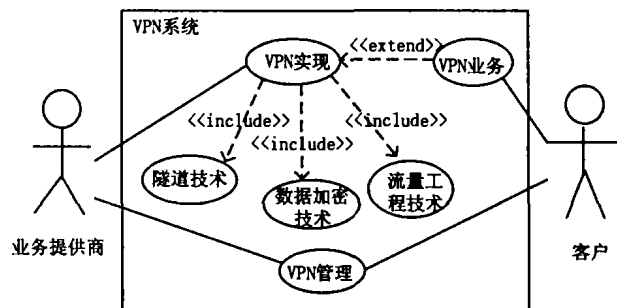 VPN系统
<<extend>>
VPN实现
VPN业务
<<include>>
<<include>>
<<include>>
隧道技术
数据加密
技术
流量工
程技术
业务提供商
客户
VPN管理